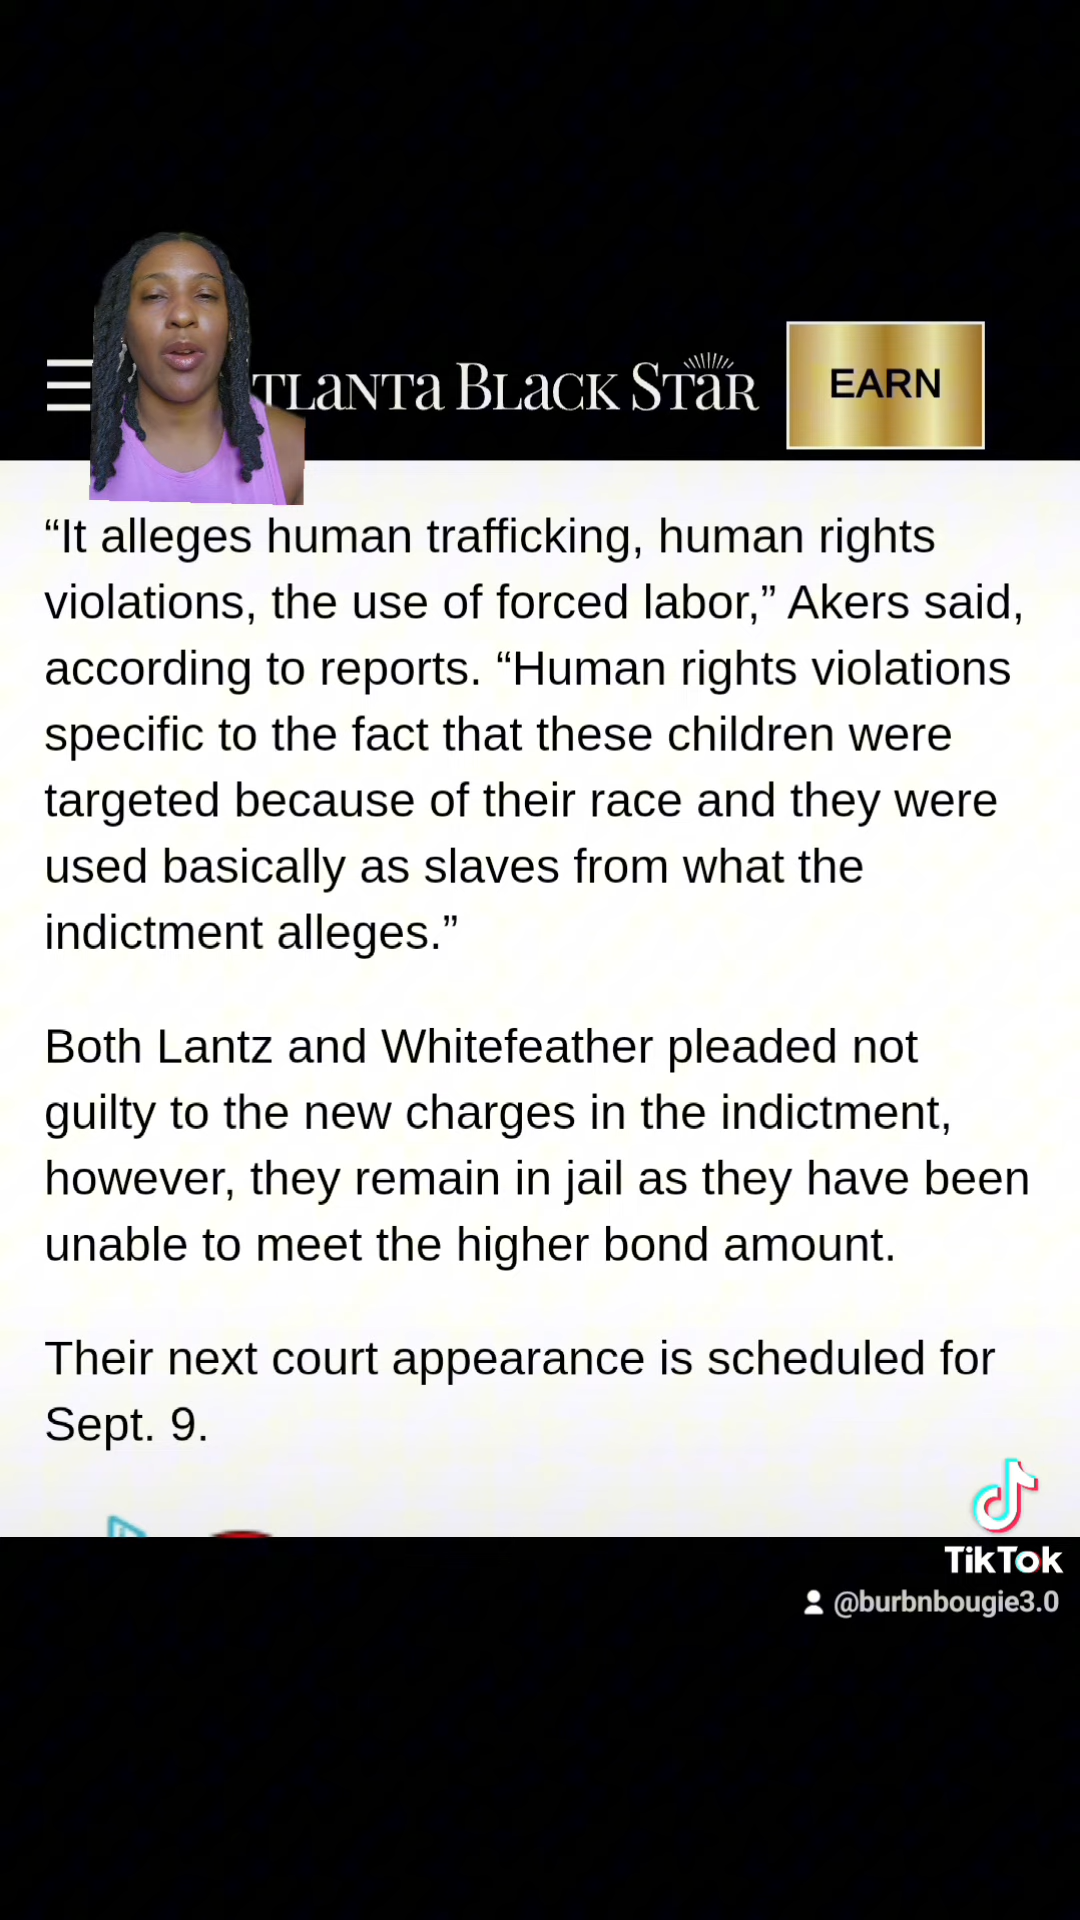 TLANTA BLACK STAR
EARN
“It alleges human trafficking, human rights
violations, the use of forced labor,” Akers said,
according to reports. “Human rights violations
specific to the fact that these children were
targeted because of their race and they were
used basically as slaves from what the
indictment alleges.”
Both Lantz and Whitefeather pleaded not
guilty to the new charges in the indictment,
however, they remain in jail as they have been
unable to meet the higher bond amount.
Their next court appearance is scheduled for
Sept. 9.
TikTok
@burbnbougie3.0